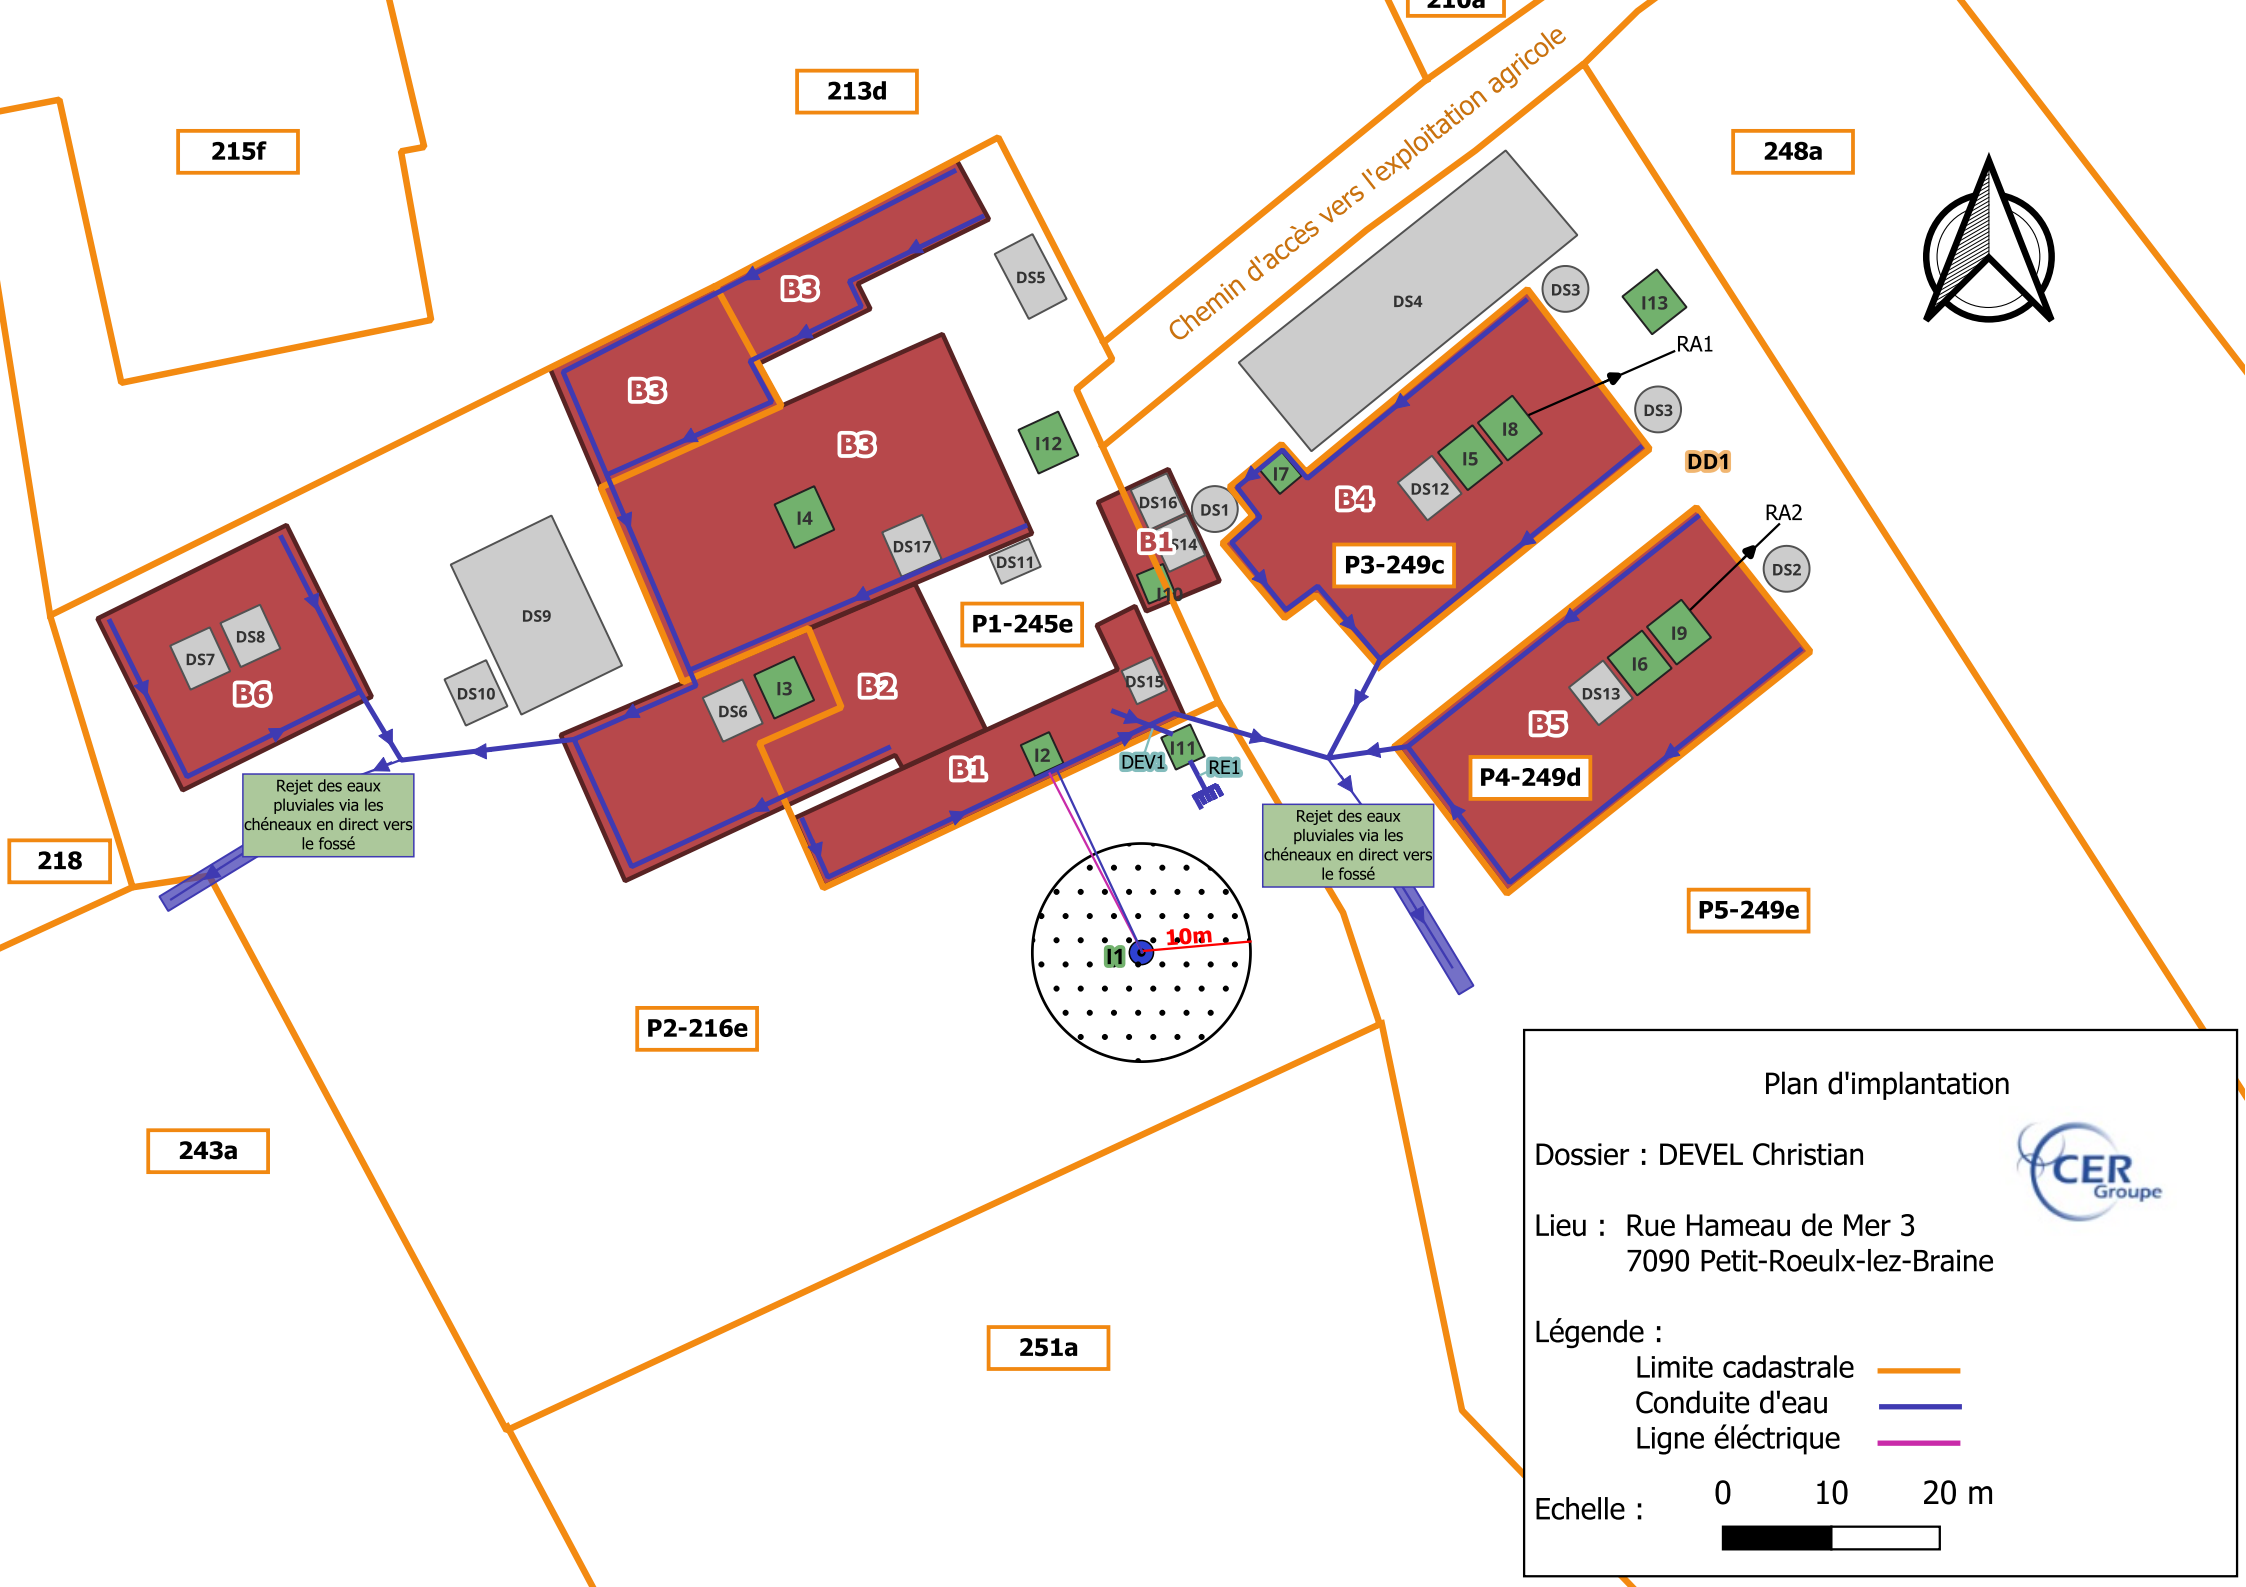 210a
213d
215f
248a
Chemin d'accès vers l'exploitation agricole
B3
DS5
DS4
DS3
I13
RA1
B3
DS3
B3
I12
I8
I5
DD1
I7
DS12
B4
DS16
DS1
I4
RA2
DS17
B1
S14
DS11
P3-249c
DS2
I10
DS9
P1-245e
I9
DS8
DS7
I6
B6
DS10
I3
B2
DS15
DS13
DS6
B5
I2
I11
B1
DEV1
RE1
P4-249d
Rejet des eaux
pluviales via les
chéneaux en direct vers
le fossé
Rejet des eaux
pluviales via les
chéneaux en direct vers
le fossé
218
P5-249e
10m
I1
P2-216e
243a
251a
Plan d'implantation
Dossier : DEVEL Christian
CER
Groupe
Lieu : Rue Hameau de Mer 3
7090 Petit-Roeulx-lez-Braine
Légende :
Limite cadastrale
Conduite d'eau
Ligne éléctrique
0 10 20 m
Echelle :